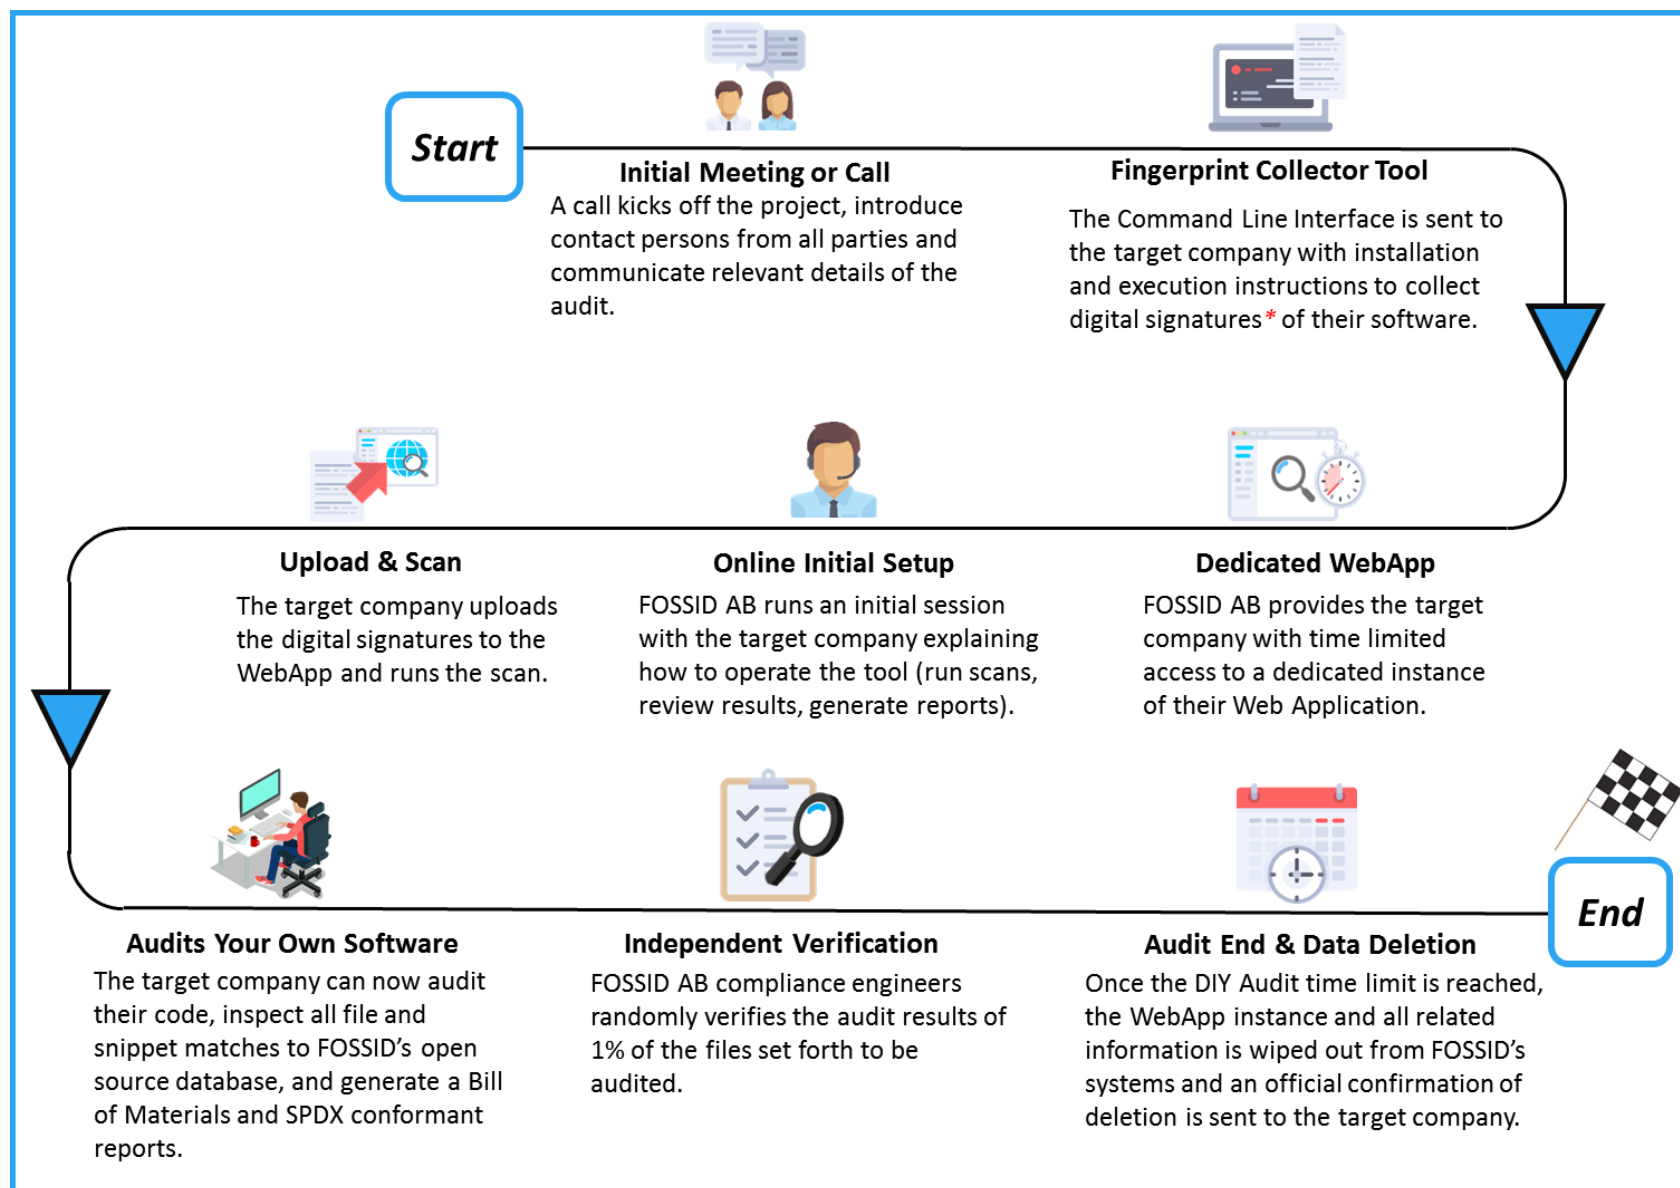 Start
Initial Meeting or Call
A call kicks off the project, introduce
contact persons from all parties and
communicate relevant details of the
audit.
Fingerprint Collector Tool
The Command Line Interface is sent to
the target company with installation
and execution instructions to collect
digital signatures* of their software.
Upload & Scan
The target company uploads
the digital signatures to the
WebApp and runs the scan.
Online Initial Setup
FOSSID AB runs an initial session
with the target company explaining
how to operate the tool (run scans,
review results, generate reports).
Dedicated WebApp
FOSSID AB provides the target
company with time limited
access to a dedicated instance
of their Web Application.
Audits Your Own Software
The target company can now audit
their code, inspect all file and
snippet matches to FOSSID’s open
source database, and generate a Bill
of Materials and SPDX conformant
reports.
Independent Verification
FOSSID AB compliance engineers
randomly verifies the audit results of
1% of the files set forth to be
audited.
Audit End & Data Deletion
Once the DIY Audit time limit is reached,
the WebApp instance and all related
information is wiped out from FOSSID’s
systems and an official confirmation of
deletion is sent to the target company.
End